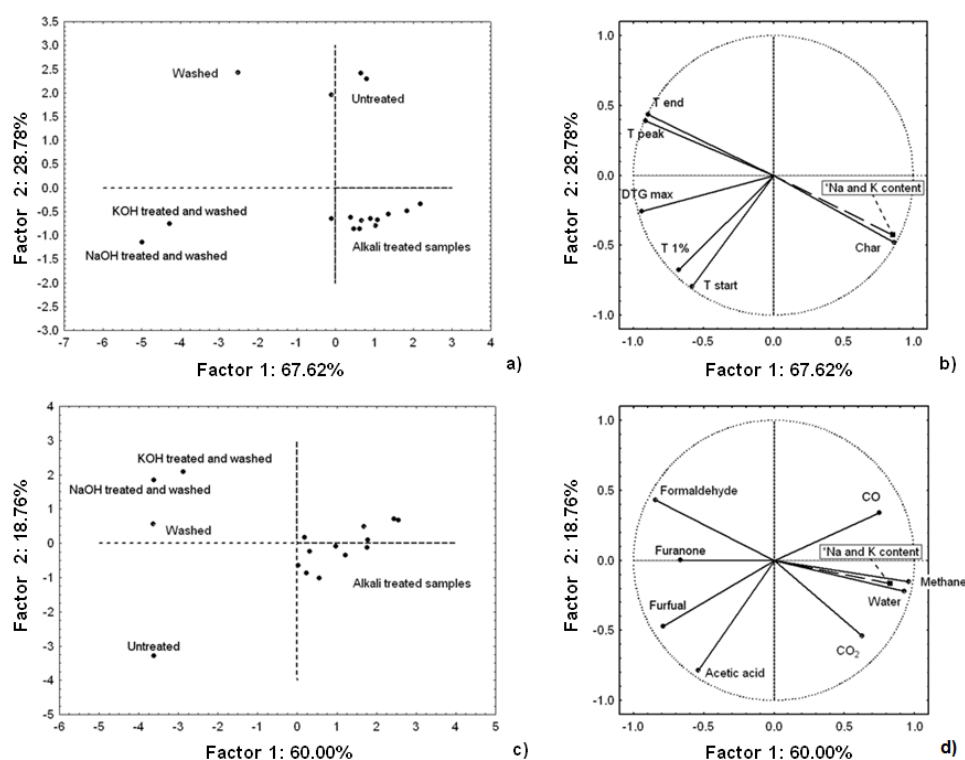 3.5
3.0
2.5
2.0
1.5
1.0
0.5
0.0
-0.5
-1.0
-1.5
-2.0
-2.5
-3.0
-7 -6 -5 -4 -3 -2 -1 0 1 2 3 4
Factor 2: 28.78%
Factor 1: 67.62%
Washed
Untreated
KOH treated and washed
NaOH treated and washed
Alkali treated samples
a)
1.0
0.5
0.0
-0.5
-1.0
-1.0 -0.5 0.0 0.5 1.0
Factor 2: 28.78%
Factor 1: 67.62%
T end
T peak
DTG max
T 1%
T start
*Na and K content
Char
b)
4
3
2
1
0
-1
-2
-3
-4
-5
-6 -5 -4 -3 -2 -1 0 1 2 3 4 5
Factor 2: 18.76%
Factor 1: 60.00%
KOH treated and washed
NaOH treated and washed
Washed
Alkali treated samples
Untreated
c)
1.0
0.5
0.0
-0.5
-1.0
-1.0 -0.5 0.0 0.5 1.0
Factor 2: 18.76%
Factor 1: 60.00%
Formaldehyde
CO
*Na and K content
Furanone
Methane
Water
Furfual
CO₂
Acetic acid
d)